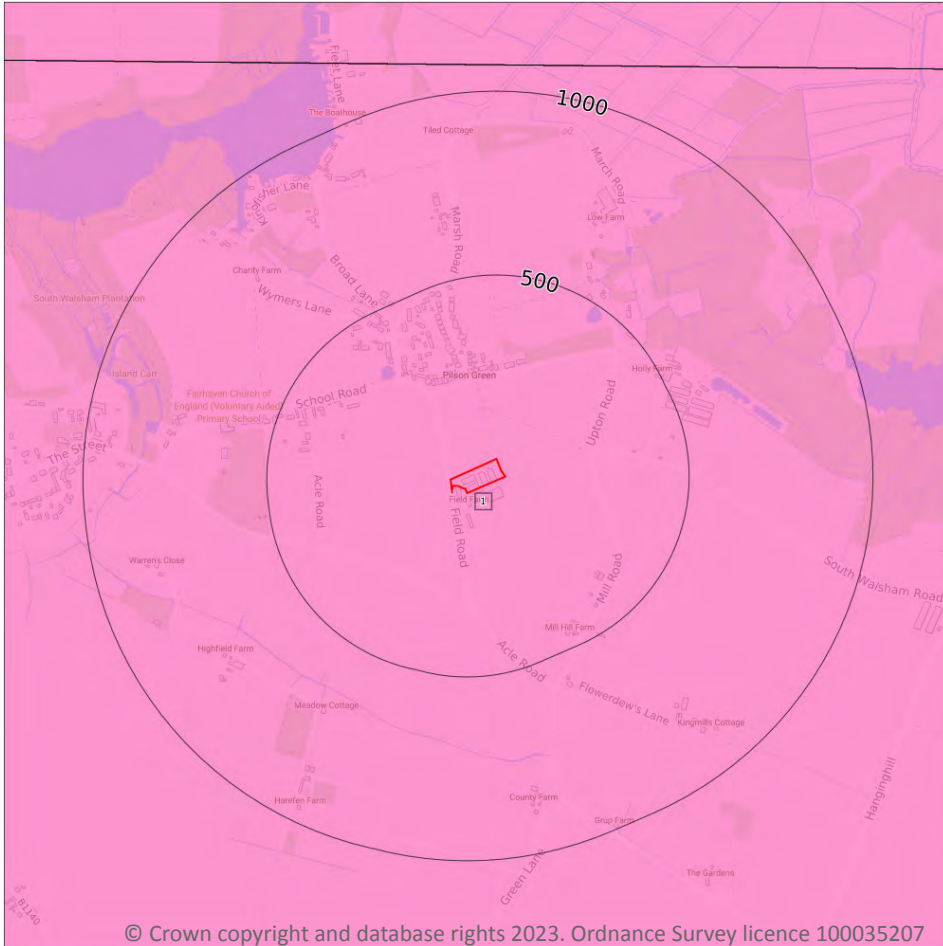 1000
Fleet Lane
The Boathouse
Tiled Cottage
March Road
Kingfisher Lane
Low Farm
Marsh Road
Charity Farm
Broad Lane
500
Wymers Lane
South Walsham Plantation
Island Carr
Pilson Green
Holly Farm
Fairhaven Church of
England (Voluntary Aided)
Primary School
School Road
Upton Road
The Street
Acle Road
Field Farm
1
Field Road
Warren's Close
Mill Road
South Walsham Road
Mill Hill Farm
Highfield Farm
Acle Road
Flowerdew's Lane
Meadow Cottage
Kingmills Cottage
Hanginghill
Harefen Farm
County Farm
Grup Farm
Green Lane
The Gardens
B1140
© Crown copyright and database rights 2023. Ordnance Survey licence 100035207